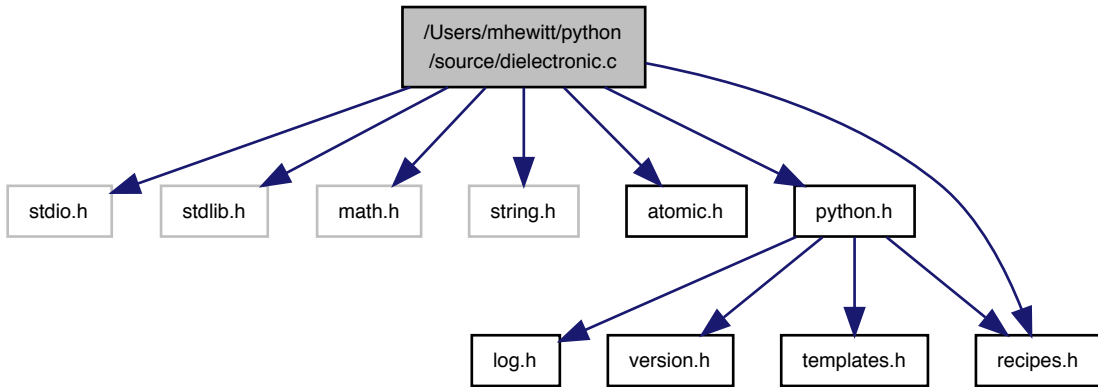 /Users/mhewitt/python
/source/dielectronic.c
stdio.h
stdlib.h
math.h
string.h
atomic.h
python.h
log.h
version.h
templates.h
recipes.h